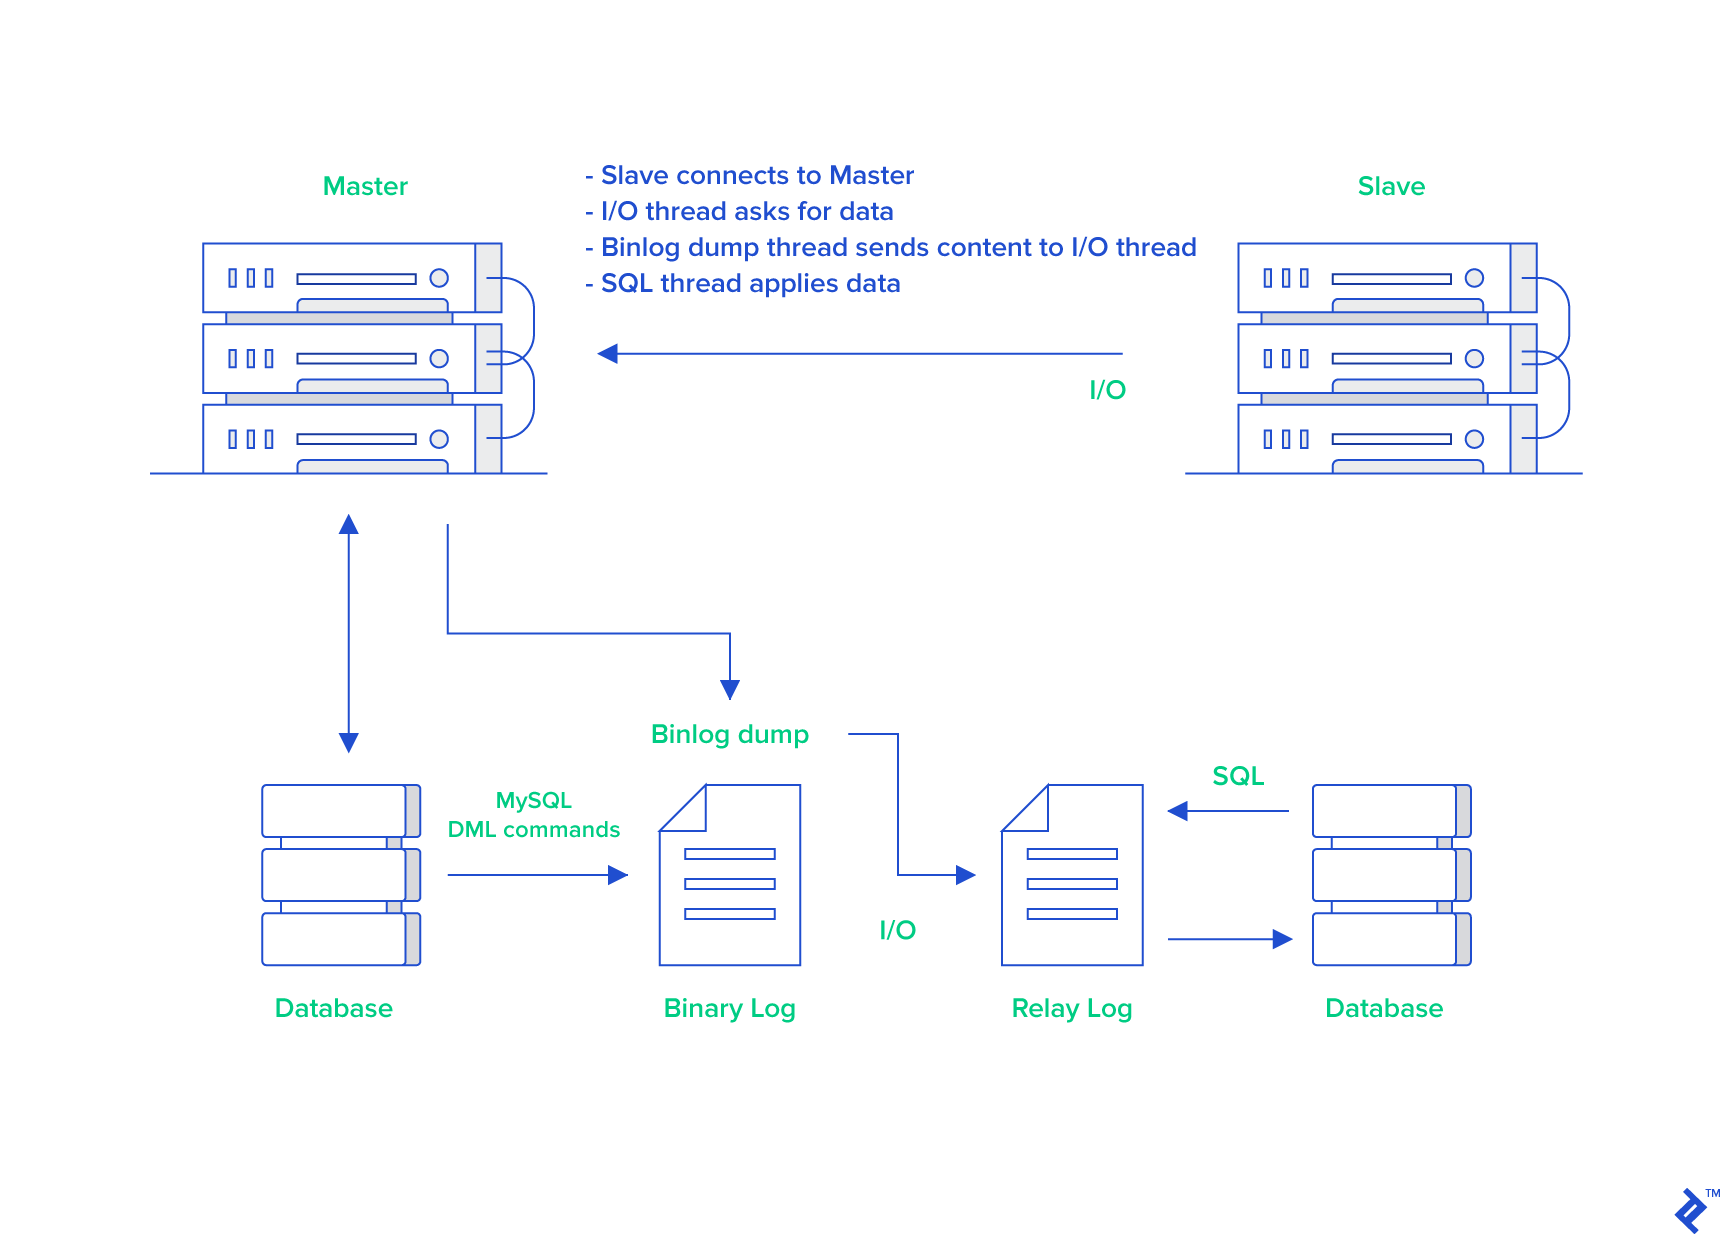 Master
- Slave connects to Master
- I/O thread asks for data
- Binlog dump thread sends content to I/O thread
- SQL thread applies data
Slave
I/O
Binlog dump
SQL
MySQL
DML commands
I/O
Database
Binary Log
Relay Log
Database
TM